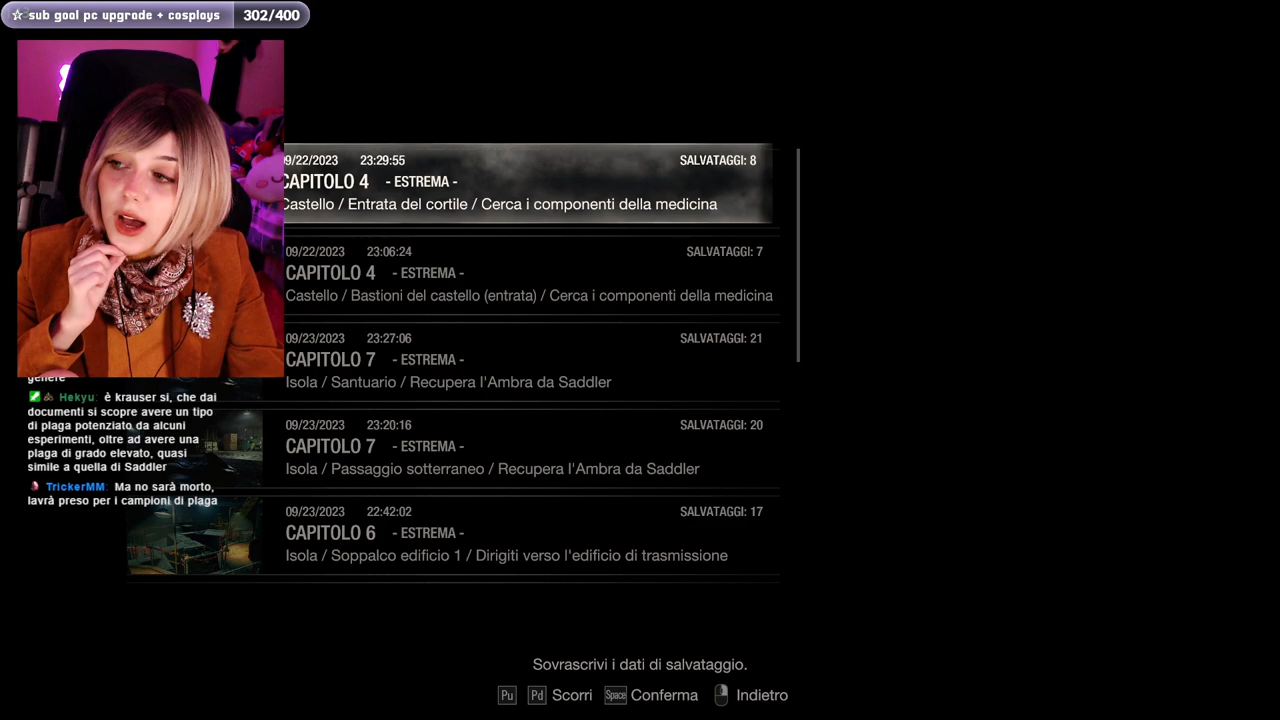 sub goal pc upgrade + cosplays 302/400
09/22/2023 23:29:55 SALVATAGGI: 8
CAPITOLO 4 - ESTREMA -
Castello / Entrata del cortile / Cerca i componenti della medicina
09/22/2023 23:06:24 SALVATAGGI: 7
CAPITOLO 4 - ESTREMA -
Castello / Bastioni del castello (entrata) / Cerca i componenti della medicina
09/23/2023 23:27:06 SALVATAGGI: 21
CAPITOLO 7 - ESTREMA -
Isola / Santuario / Recupera l'Ambra da Saddler
09/23/2023 23:20:16 SALVATAGGI: 20
CAPITOLO 7 - ESTREMA -
Isola / Passaggio sotterraneo / Recupera l'Ambra da Saddler
09/23/2023 22:42:02 SALVATAGGI: 17
CAPITOLO 6 - ESTREMA -
Isola / Soppalco edificio 1 / Dirigiti verso l'edificio di trasmissione
genere
Hekyu: è krauser si, che dai
documenti si scopre avere un tipo
di plaga potenziato da alcuni
esperimenti, oltre ad avere una
plaga di grado elevato, quasi
simile a quella di Saddler
TrickerMM: Ma no sarà morto,
lavrà preso per i campioni di plaga
Sovrascrivi i dati di salvataggio.
Pu Pd Scorri Space Conferma Indietro